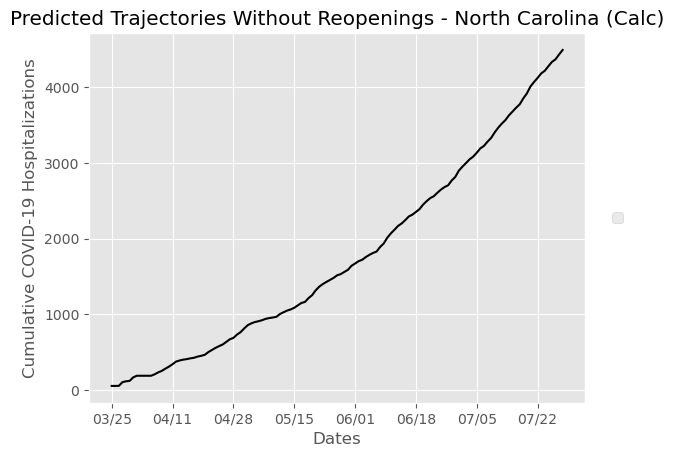 Predicted Trajectories Without Reopenings - North Carolina (Calc)
Cumulative COVID-19 Hospitalizations
4000
3000
2000
1000
0
03/25 04/11 04/28 05/15 06/01 06/18 07/05 07/22
Dates